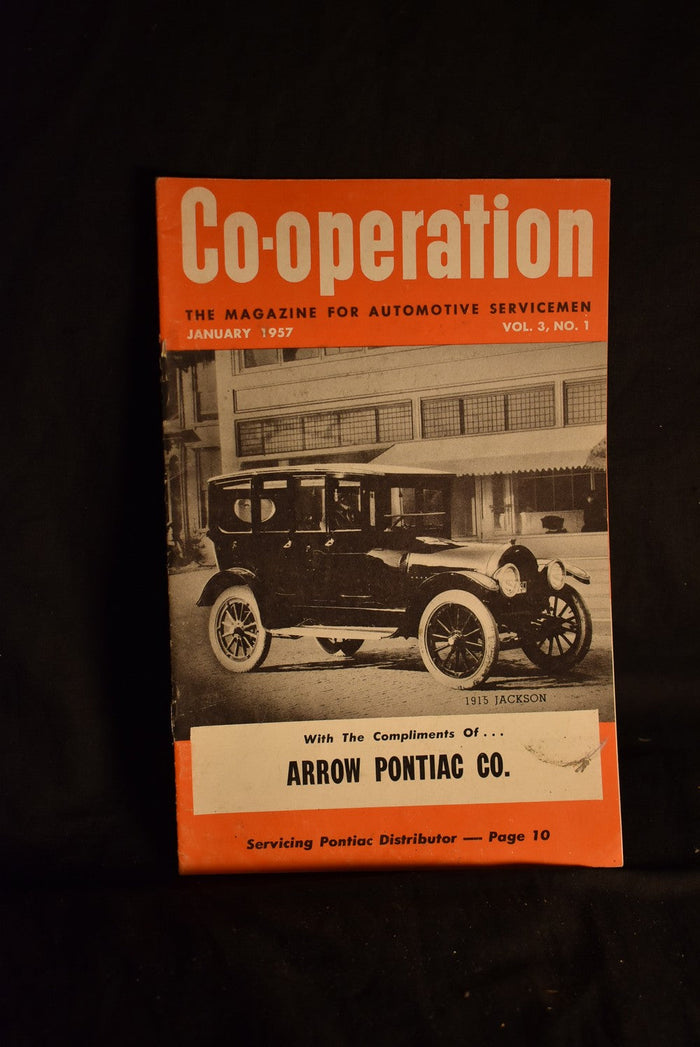 Co-operation
THE MAGAZINE FOR AUTOMOTIVE SERVICEMEN
JANUARY 1957 VOL. 3, NO. 1
1915 JACKSON
With The Compliments Of...
ARROW PONTIAC CO.
Servicing Pontiac Distributor — Page 10